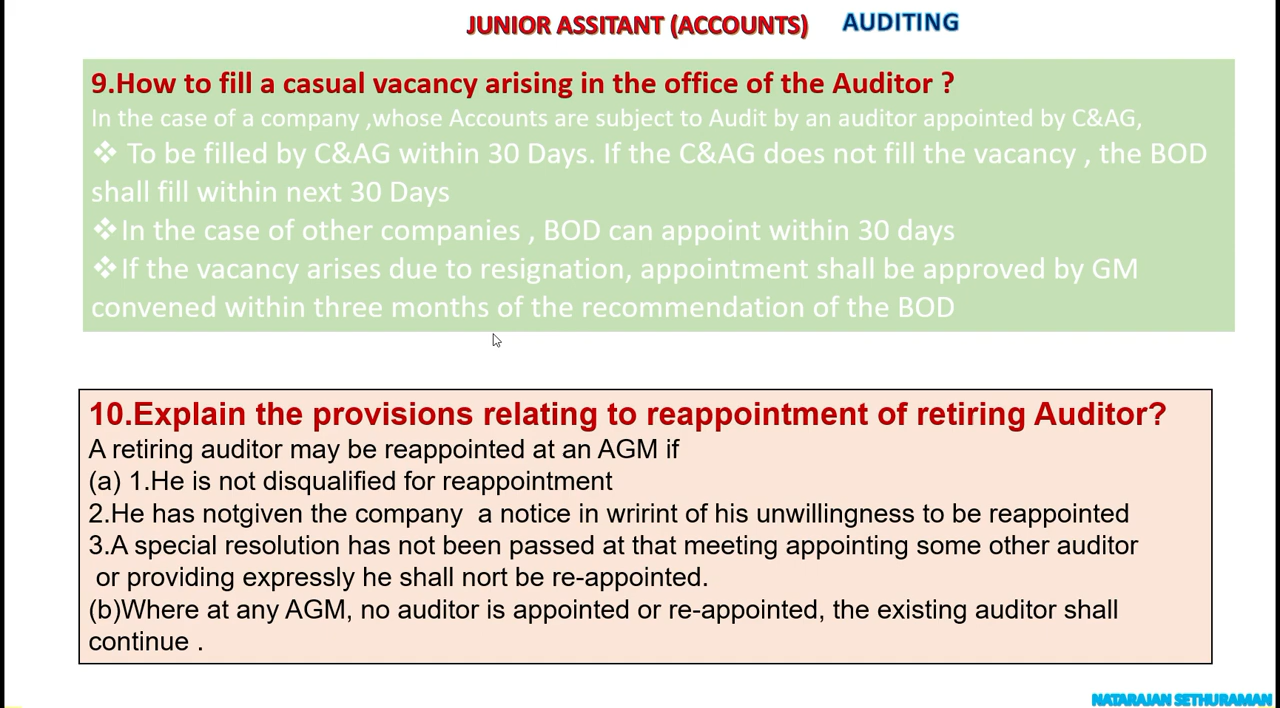 JUNIOR ASSITANT (ACCOUNTS) AUDITING
9.How to fill a casual vacancy arising in the office of the Auditor ?
In the case of a company ,whose Accounts are subject to Audit by an auditor appointed by C&AG,
❖ To be filled by C&AG within 30 Days. If the C&AG does not fill the vacancy , the BOD
shall fill within next 30 Days
❖In the case of other companies , BOD can appoint within 30 days
❖If the vacancy arises due to resignation, appointment shall be approved by GM
convened within three months of the recommendation of the BOD
10.Explain the provisions relating to reappointment of retiring Auditor?
A retiring auditor may be reappointed at an AGM if
(a) 1.He is not disqualified for reappointment
2.He has notgiven the company a notice in wrirint of his unwillingness to be reappointed
3.A special resolution has not been passed at that meeting appointing some other auditor
or providing expressly he shall nort be re-appointed.
(b)Where at any AGM, no auditor is appointed or re-appointed, the existing auditor shall
continue .
NATARAJAN SETHURAMAN